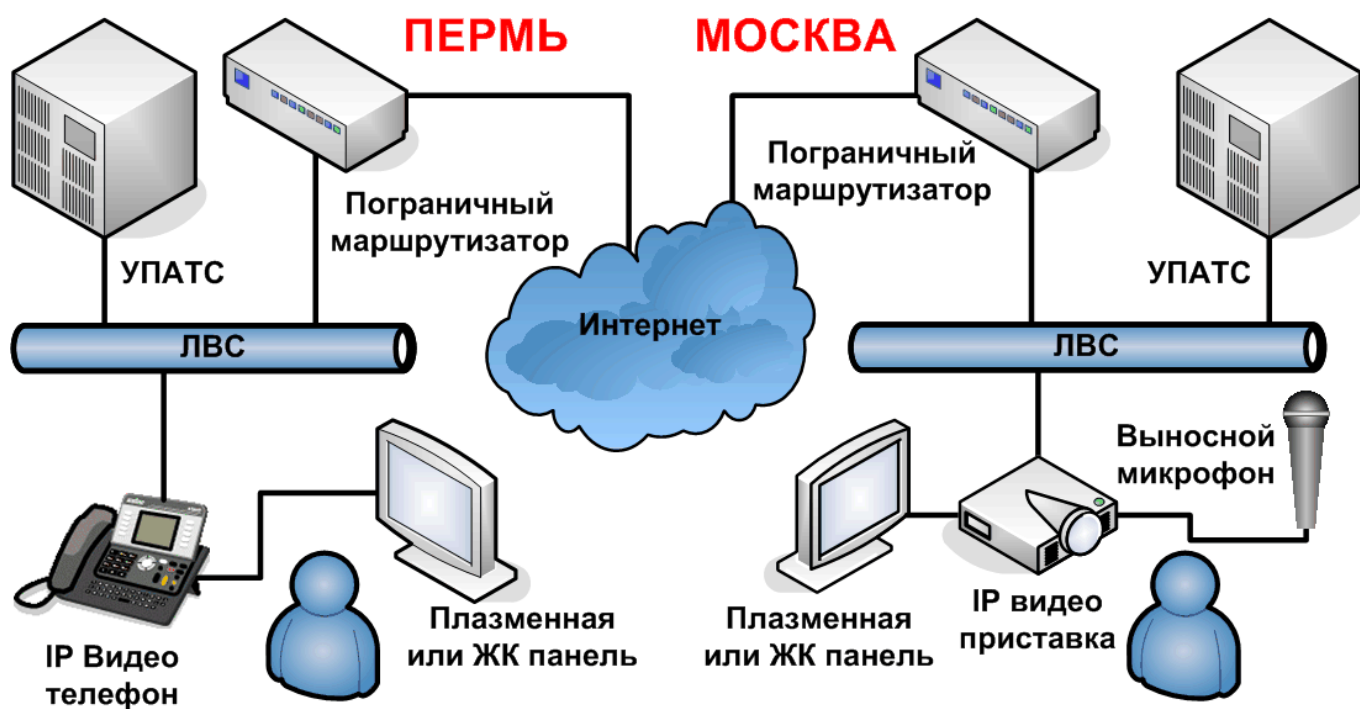 ПЕРМЬ
МОСКВА
Пограничный
маршрутизатор
Пограничный
маршрутизатор
УПАТС
УПАТС
ЛВС
Интернет
ЛВС
Выносной
микрофон
IP Видео
телефон
Плазменная
или ЖК панель
Плазменная
или ЖК панель
IP видео
приставка